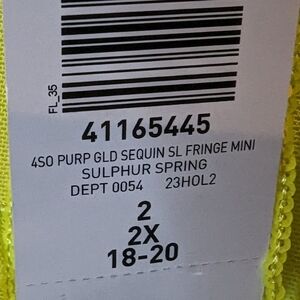 FL_35
41165445
4SO PURP GLD SEQUIN SL FRINGE MINI
SULPHUR SPRING
DEPT 0054 23HOL2
2
2X
18-20